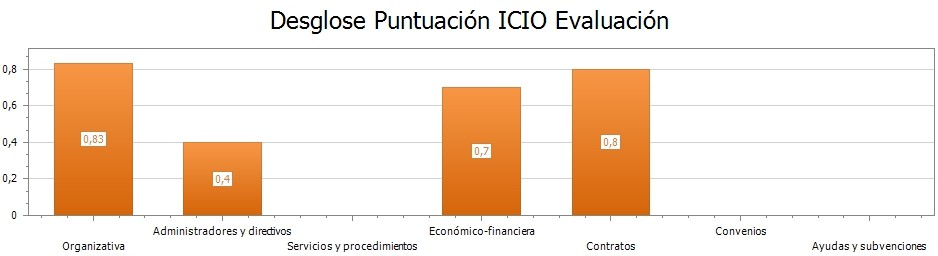 Desglose Puntuación ICIO Evaluación
0,8
0,6
0,4
0,2
0
0,83
0,4
0,7
0,8
Administradores y directivos
Económico-financiera
Convenios
Organizativa
Servicios y procedimientos
Contratos
Ayudas y subvenciones